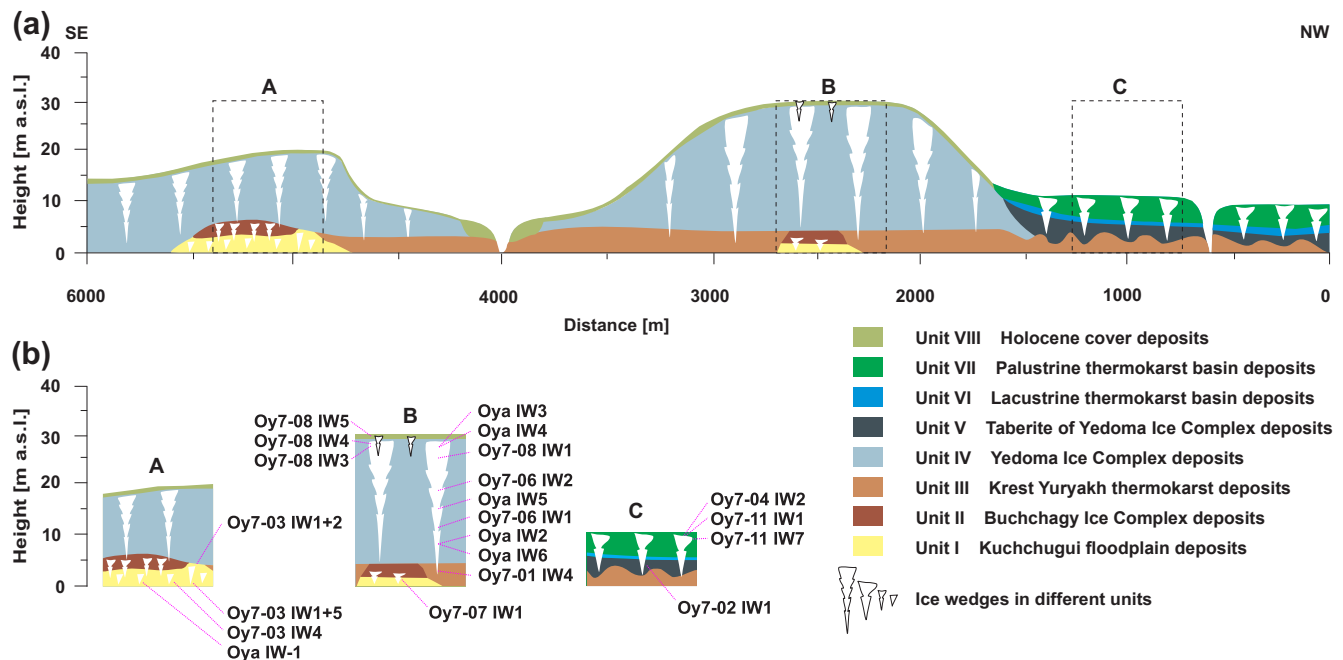 (a)
SE
NW
Height [m a.s.l.]
40
30
20
10
0
A
B
C
6000
4000
3000
2000
1000
0
Distance [m]
(b)
Height [m a.s.l.]
40
30
20
10
0
A
Oy7-03 IW1+2
Oy7-03 IW1+5
Oy7-03 IW4
Oya IW-1
B
Oy7-08 IW5
Oy7-08 IW4
Oy7-08 IW3
Oya IW3
Oya IW4
Oy7-08 IW1
Oy7-06 IW2
Oya IW5
Oy7-06 IW1
Oya IW2
Oya IW6
Oy7-01 IW4
Oy7-07 IW1
C
Oy7-04 IW2
Oy7-11 IW1
Oy7-11 IW7
Oy7-02 IW1
Unit VIII Holocene cover deposits
Unit VII Palustrine thermokarst basin deposits
Unit VI Lacustrine thermokarst basin deposits
Unit V Taberite of Yedoma Ice Complex deposits
Unit IV Yedoma Ice Complex deposits
Unit III Krest Yuryakh thermokarst deposits
Unit II Buchchagy Ice Complex deposits
Unit I Kuchchugui floodplain deposits
Ice wedges in different units